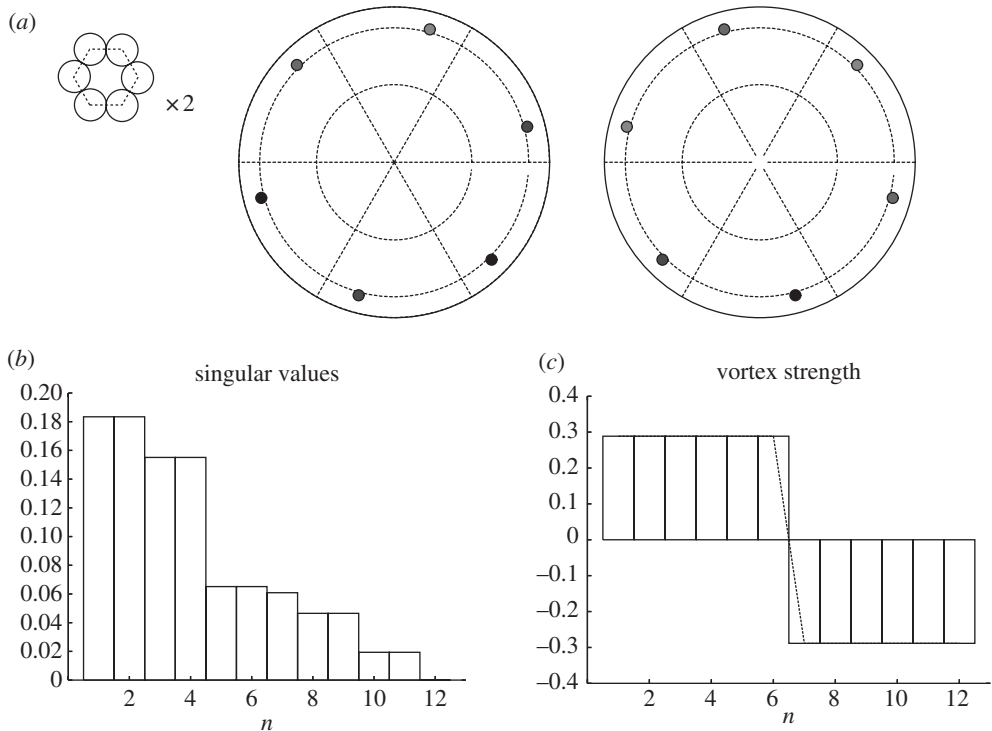 (a)
×2
(b)
singular values
0.20
0.18
0.16
0.14
0.12
0.10
0.08
0.06
0.04
0.02
0
2 4 6 8 10 12
n
(c)
vortex strength
0.4
0.3
0.2
0.1
0
–0.1
–0.2
–0.3
–0.4
2 4 6 8 10 12
n